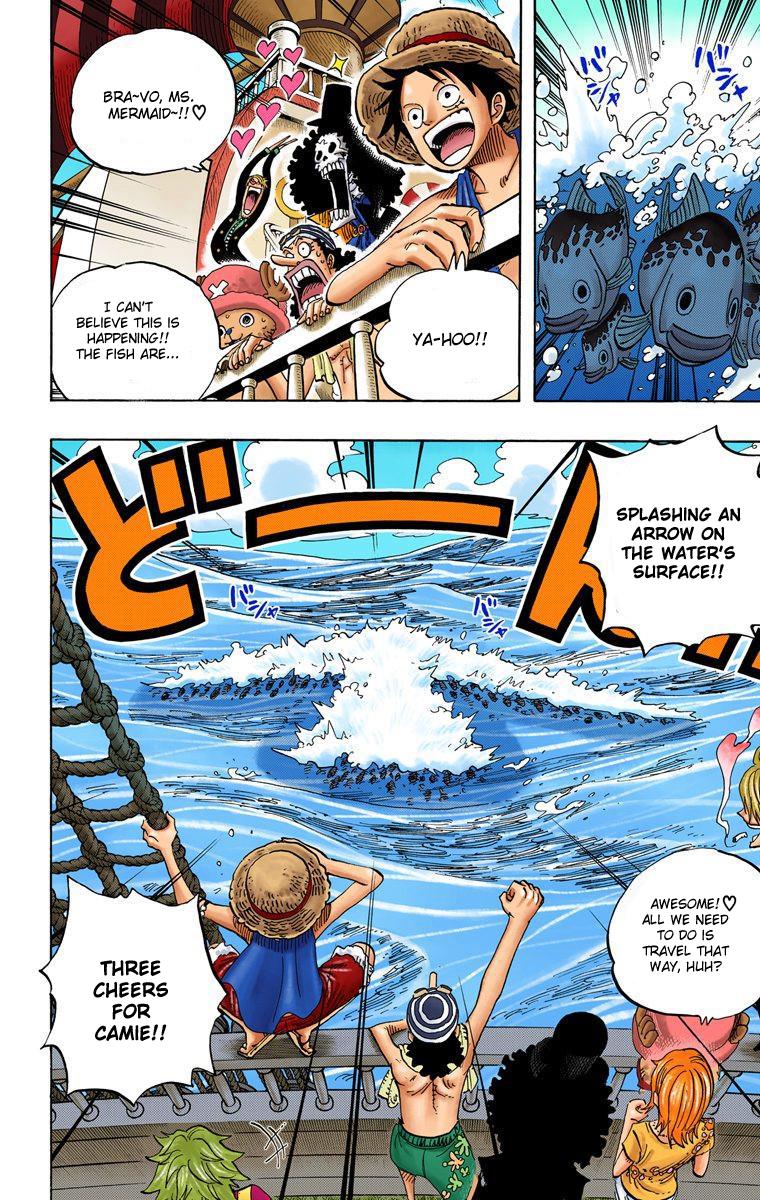 バシャ
バシャ
YA-HOO!!
BRA~VO, MS.
MERMAID~!!♡
I CAN'T
BELIEVE THIS IS
HAPPENING!!
THE FISH ARE...
SPLASHING AN
ARROW ON
THE WATER'S
SURFACE!!
どーん
バシャ
バシャ
AWESOME!♡
ALL WE NEED
TO DO IS
TRAVEL THAT
WAY, HUH?
THREE
CHEERS
FOR
CAMIE!!